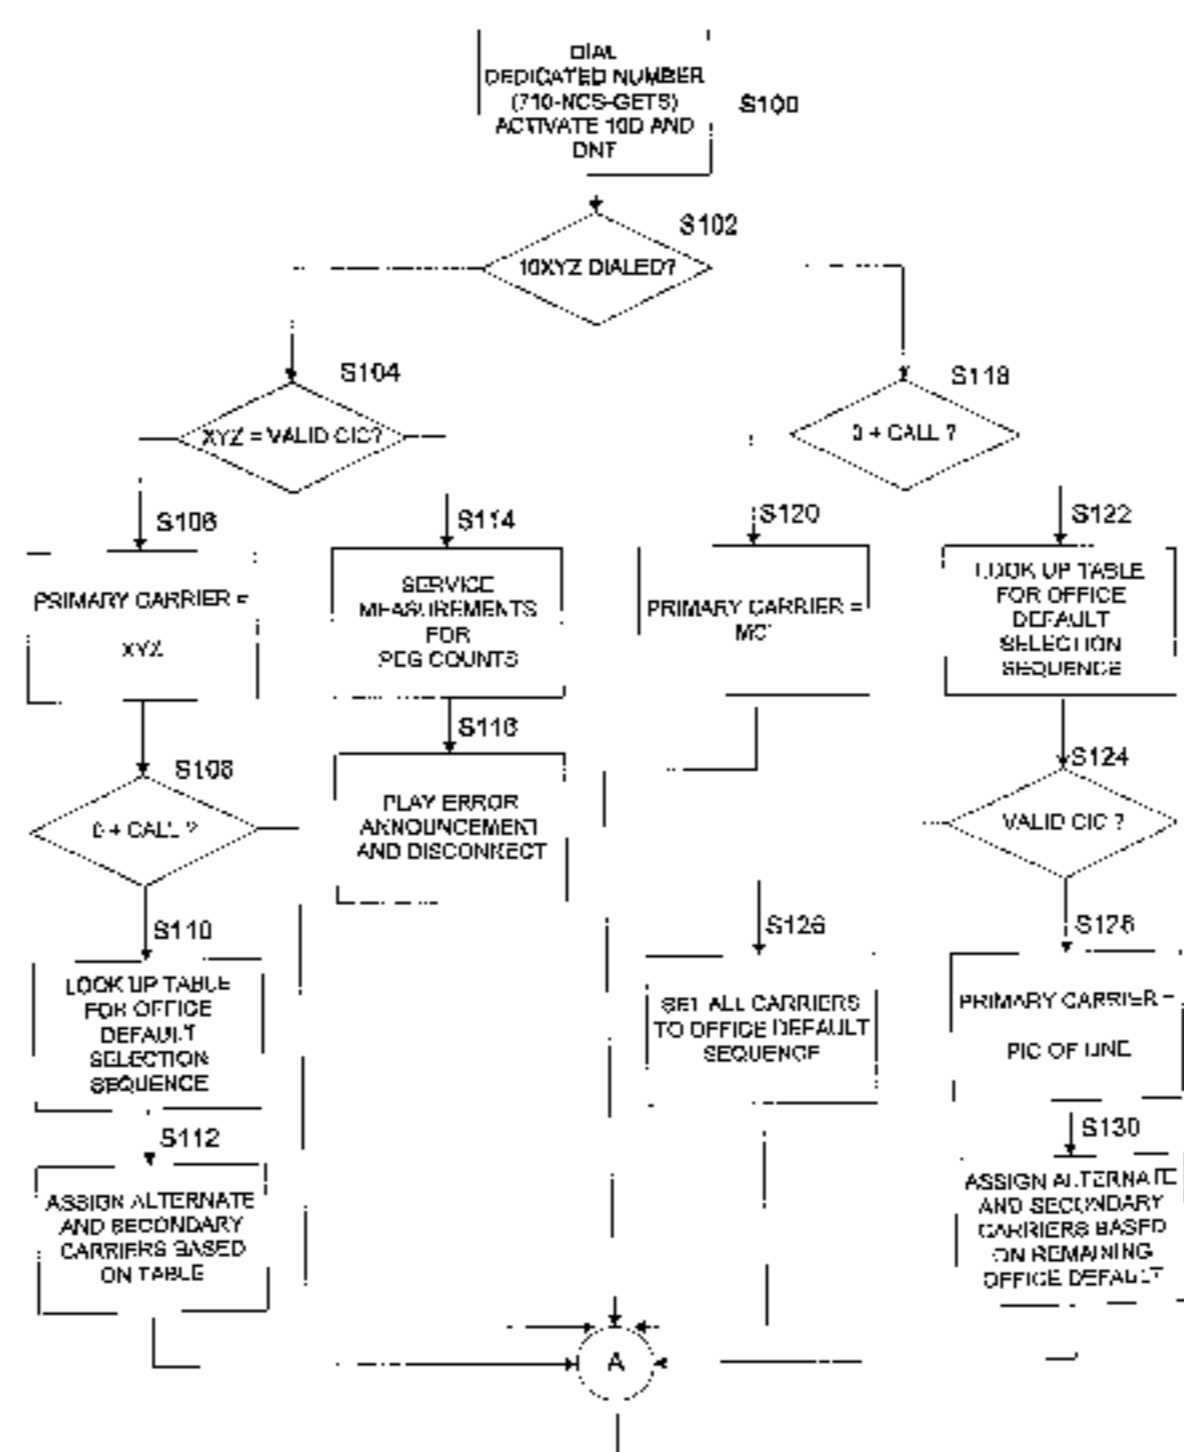 DIAL
DEDICATED NUMBER
(710-NCS-GETS)
ACTIVATE 10D AND
DNT
S100
S102
10XYZ DIALED?
S104
XYZ = VALID CIC?
S118
0 + CALL ?
S106
PRIMARY CARRIER =
XYZ
S114
SERVICE
MEASUREMENTS
FOR
PEG COUNTS
S120
PRIMARY CARRIER =
S122
LOOK UP TABLE
FOR OFFICE
DEFAULT
SELECTION
SEQUENCE
S108
0 + CALL ?
S116
PLAY ERROR
ANNOUNCEMENT
AND DISCONNECT
S124
VALID CIC ?
S110
LOOK UP TABLE
FOR OFFICE
DEFAULT
SELECTION
SEQUENCE
S126
SET ALL CARRIERS
TO OFFICE DEFAULT
SEQUENCE
S128
PRIMARY CARRIER =
PIC OF LINE
S112
ASSIGN ALTERNATE
AND SECONDARY
CARRIERS BASED
ON TABLE
S130
ASSIGN ALTERNATE
AND SECONDARY
CARRIERS BASED
ON REMAINING
OFFICE DEFAULT
A